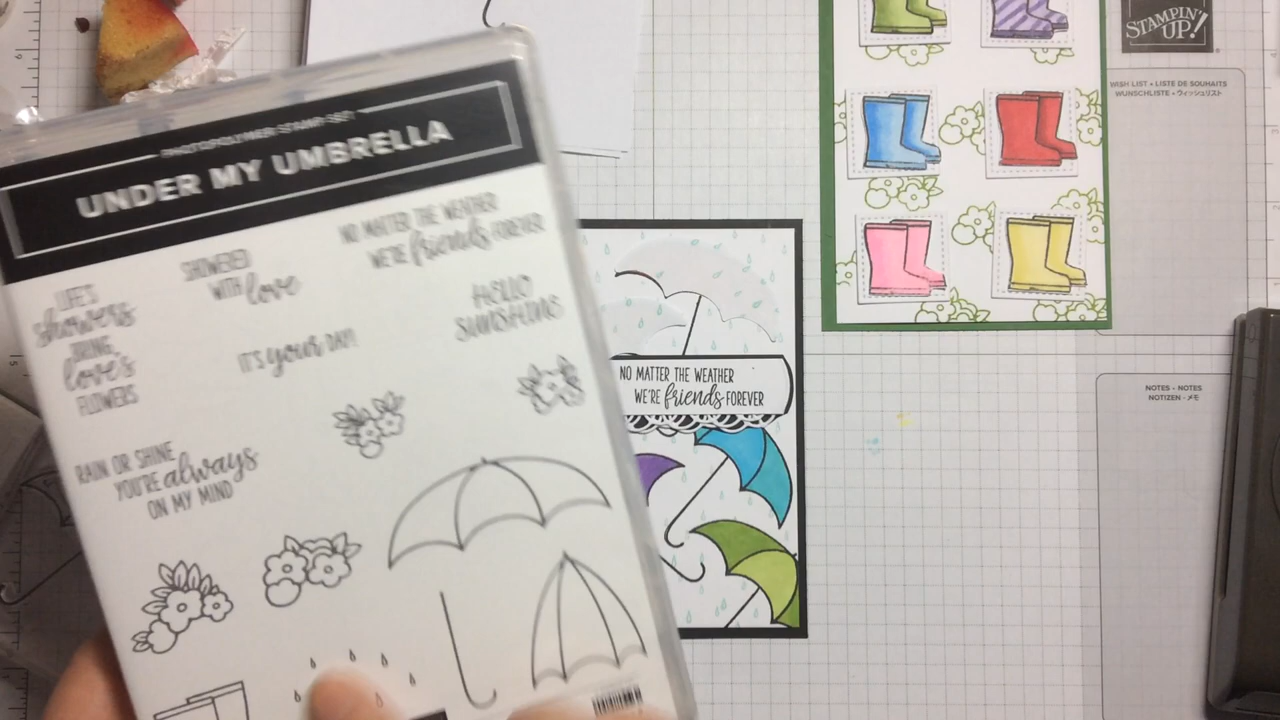 PHOTOPOLYMER STAMP SET
UNDER MY UMBRELLA
NO MATTER THE WEATHER
WE'RE friends FOREVER
SHOWERED
WITH love
LIFE'S
showers
BRING
love's
FLOWERS
HELLO
SUNSHINE
IT'S your DAY!
RAIN OR SHINE
YOU'RE always
ON MY MIND
NO MATTER THE WEATHER
WE'RE friends FOREVER
STAMPIN' UP!
WISH LIST • LISTE DE SOUHAITS
WUNSCHLISTE • ウィッシュリスト
NOTES • NOTES
NOTIZEN • メモ